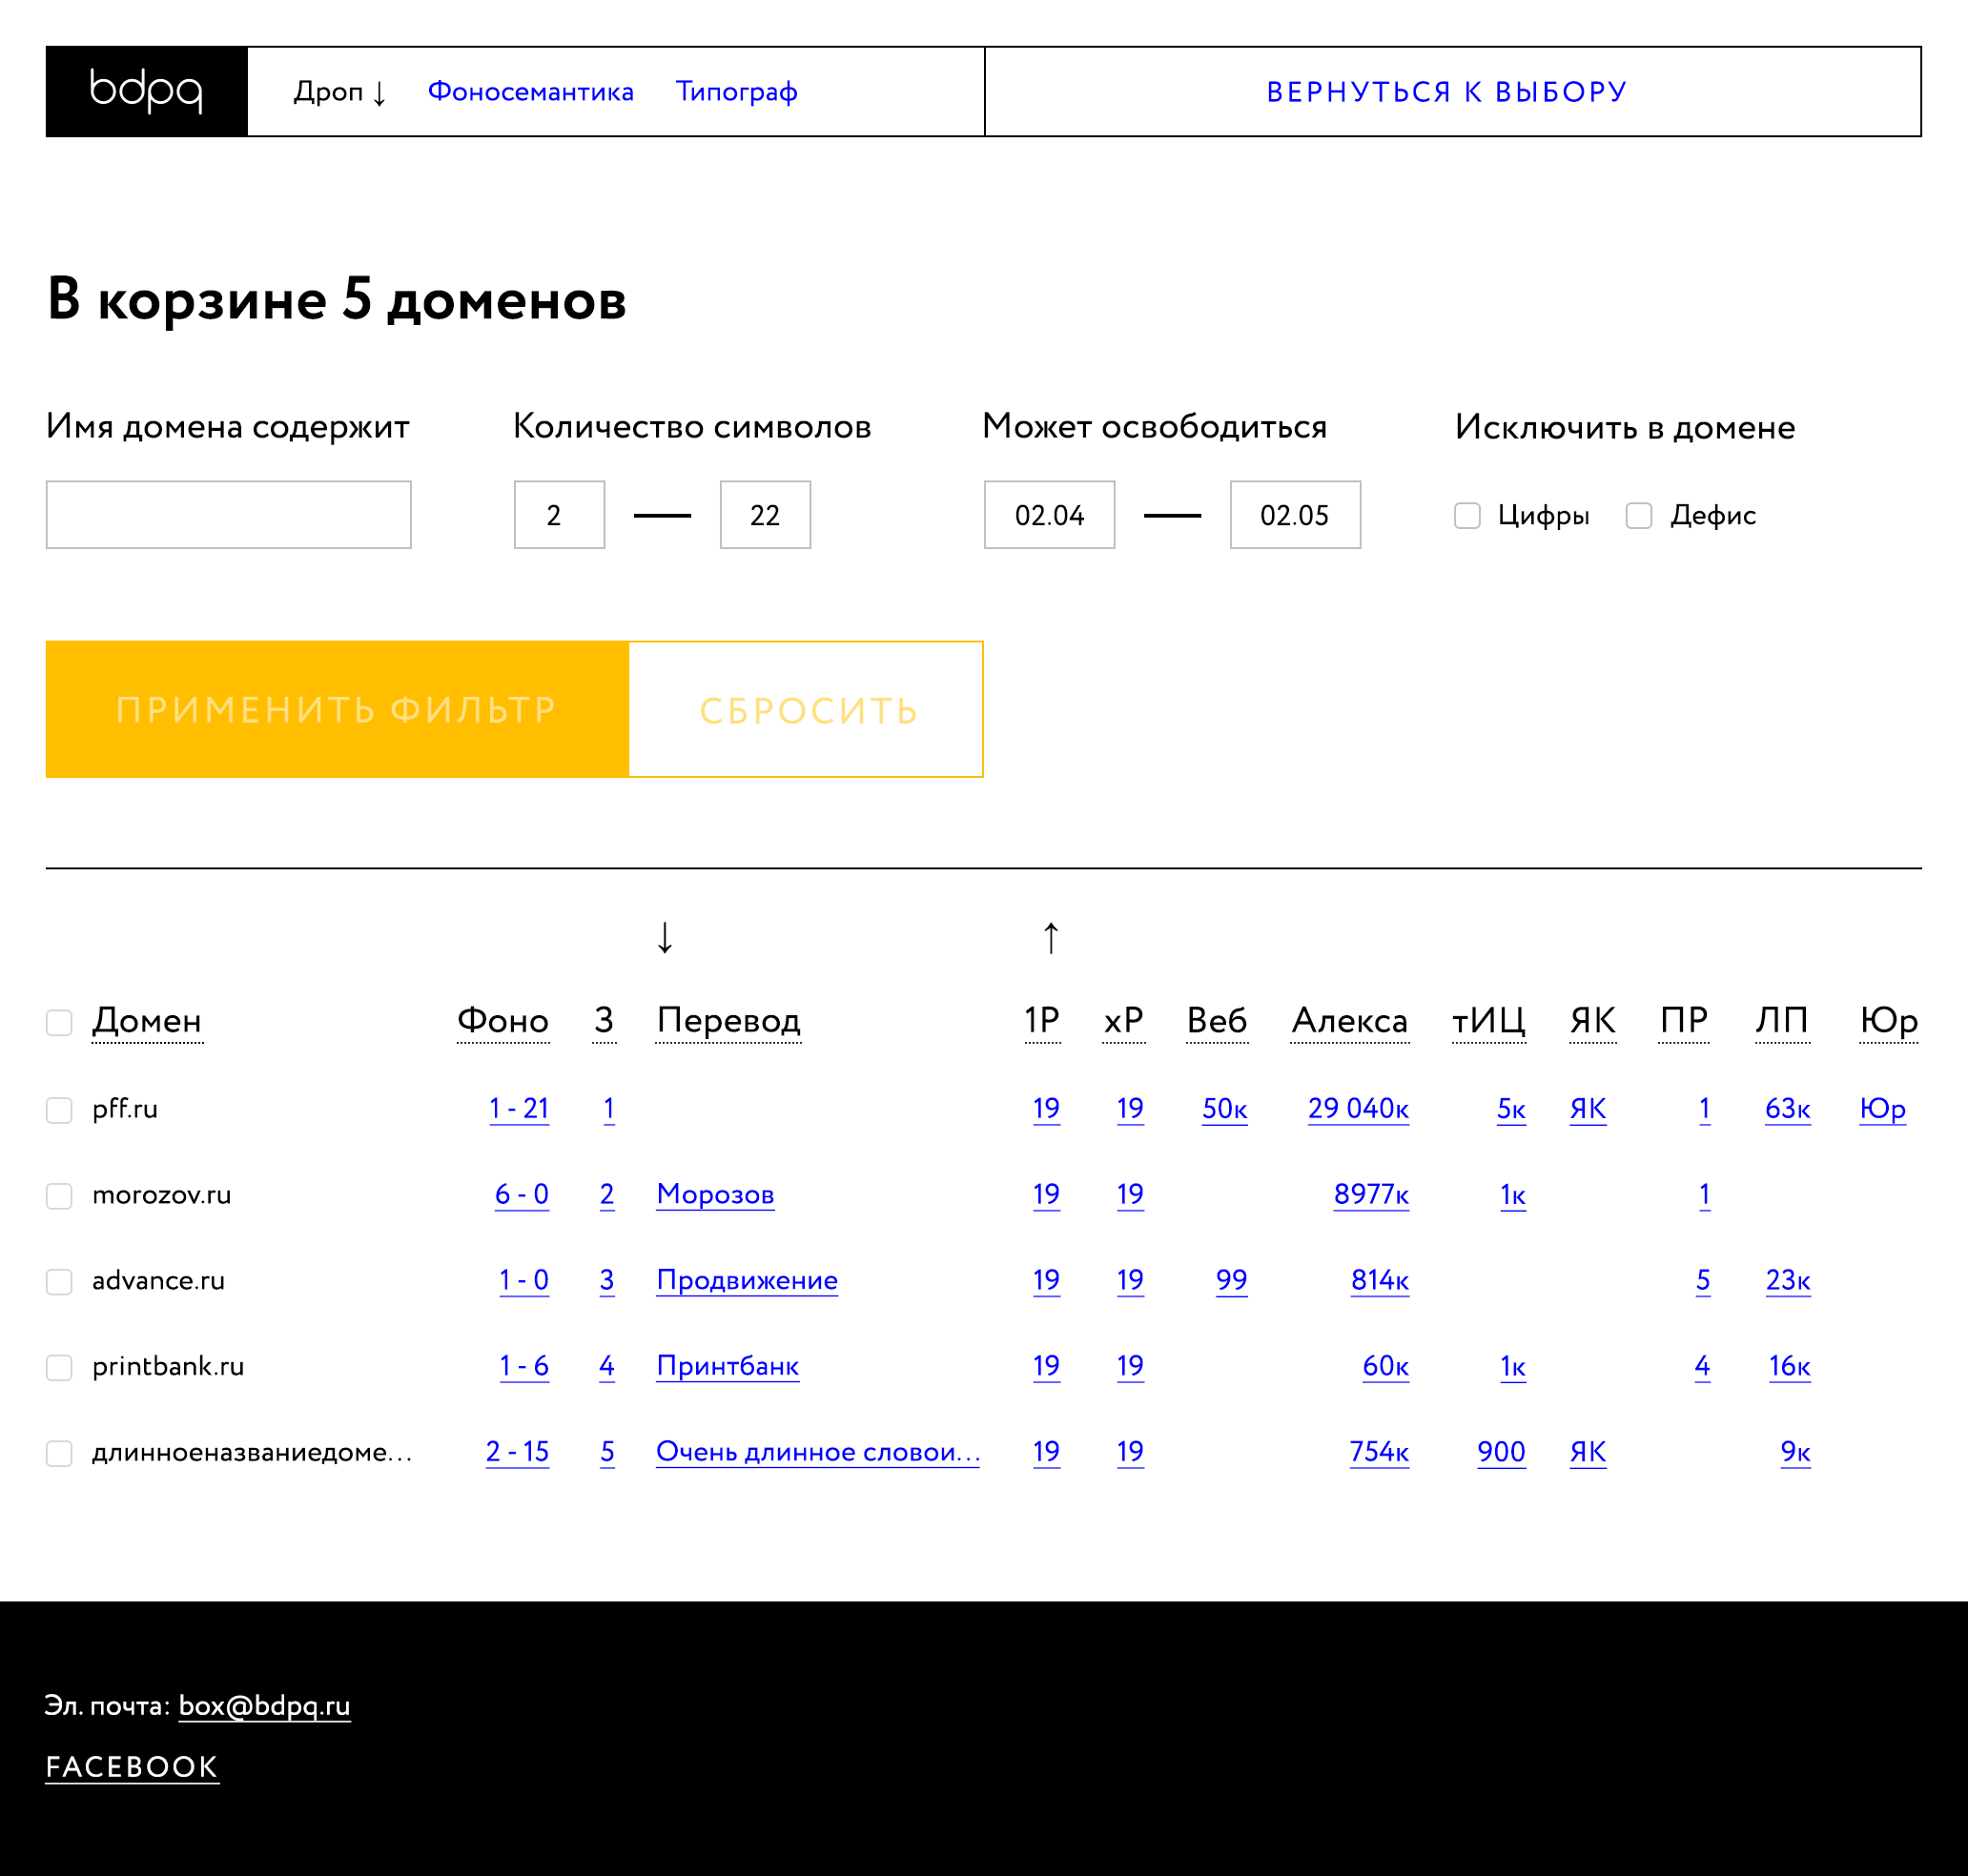 bdpq Дроп ↓ Фоносемантика Типограф ВЕРНУТЬСЯ К ВЫБОРУ
В корзине 5 доменов
Имя домена содержит Количество символов Может освободиться Исключить в домене
2 — 22 02.04 — 02.05 Цифры Дефис
ПРИМЕНИТЬ ФИЛЬТР СБРОСИТЬ
↓ ↑
Домен Фоно З Перевод 1Р хР Веб Алекса тИЦ ЯК ПР ЛП Юр
pff.ru 1 - 21 1 19 19 50к 29 040к 5к ЯК 1 63к Юр
morozov.ru 6 - 0 2 Морозов 19 19 8977к 1к 1
advance.ru 1 - 0 3 Продвижение 19 19 99 814к 5 23к
printbank.ru 1 - 6 4 Принтбанк 19 19 60к 1к 4 16к
длинноеназваниедоме... 2 - 15 5 Очень длинное словои... 19 19 754к 900 ЯК 9к
Эл. почта: box@bdpq.ru
FACEBOOK